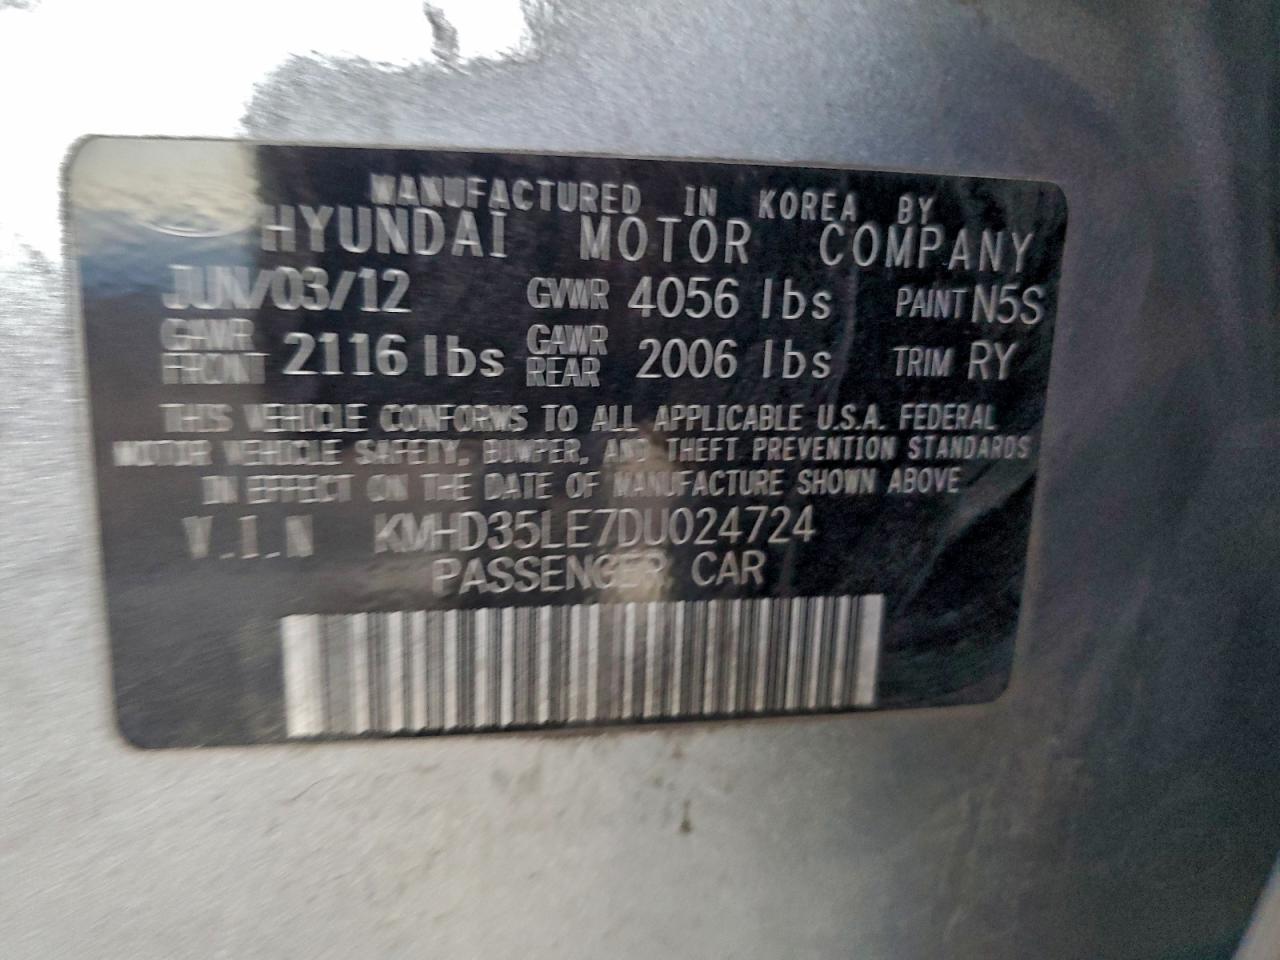 MANUFACTURED IN KOREA BY
HYUNDAI MOTOR COMPANY
JUN/03/12 GVWR 4056 lbs PAINT N5S
GAWR FRONT 2116 lbs GAWR REAR 2006 lbs TRIM RY
THIS VEHICLE CONFORMS TO ALL APPLICABLE U.S.A. FEDERAL
MOTOR VEHICLE SAFETY, BUMPER, AND THEFT PREVENTION STANDARDS
IN EFFECT ON THE DATE OF MANUFACTURE SHOWN ABOVE
V.I.N KMHD35LE7DU024724
PASSENGER CAR